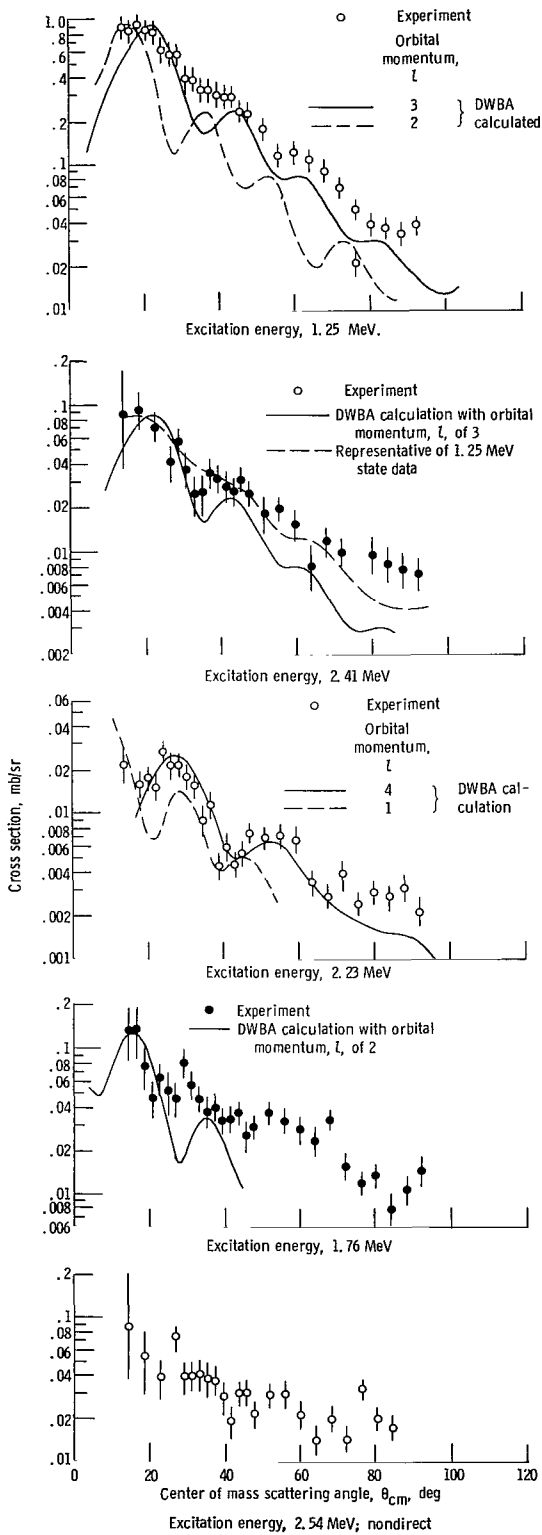 1.0
.8
.6
.4
.2
.1
.08
.06
.04
.02
.01
Experiment
Orbital
momentum,
l
3
2
DWBA
calculated
Excitation energy, 1.25 MeV.
.2
.1
.08
.06
.04
.02
.01
.008
.006
.004
.002
Experiment
DWBA calculation with orbital
momentum, l, of 3
Representative of 1.25 MeV
state data
Excitation energy, 2.41 MeV
Cross section, mb/sr
.06
.04
.02
.01
.008
.006
.004
.002
.001
Experiment
Orbital
momentum,
l
4
1
DWBA cal-
culation
Excitation energy, 2.23 MeV
.2
.1
.08
.06
.04
.02
.01
.008
.006
Experiment
DWBA calculation with orbital
momentum, l, of 2
Excitation energy, 1.76 MeV
.2
.1
.08
.06
.04
.02
.01
0 20 40 60 80 100 120
Center of mass scattering angle, θcm, deg
Excitation energy, 2.54 MeV; nondirect